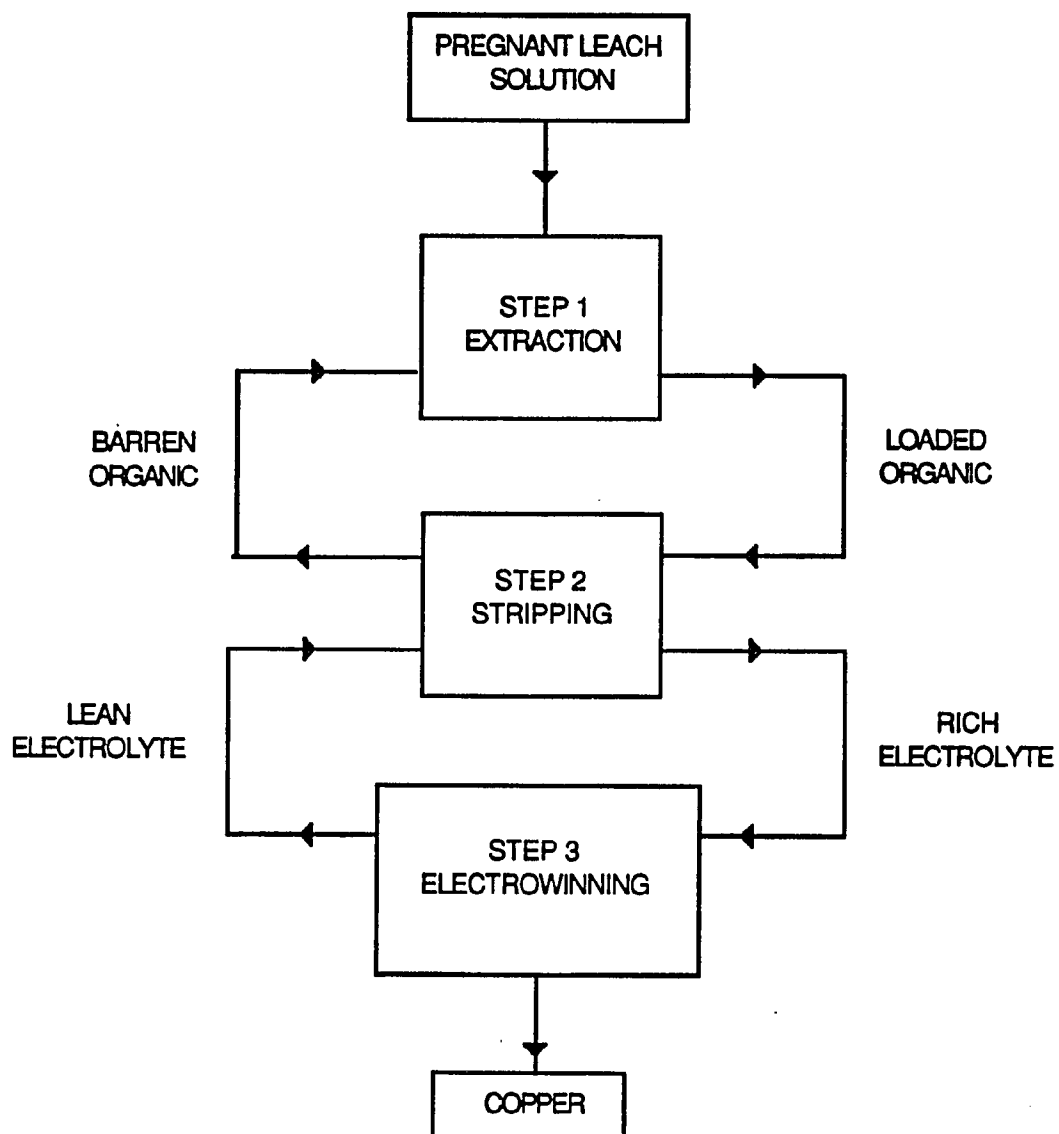 PREGNANT LEACH
SOLUTION
STEP 1
EXTRACTION
BARREN
ORGANIC
LOADED
ORGANIC
STEP 2
STRIPPING
LEAN
ELECTROLYTE
RICH
ELECTROLYTE
STEP 3
ELECTROWINNING
COPPER